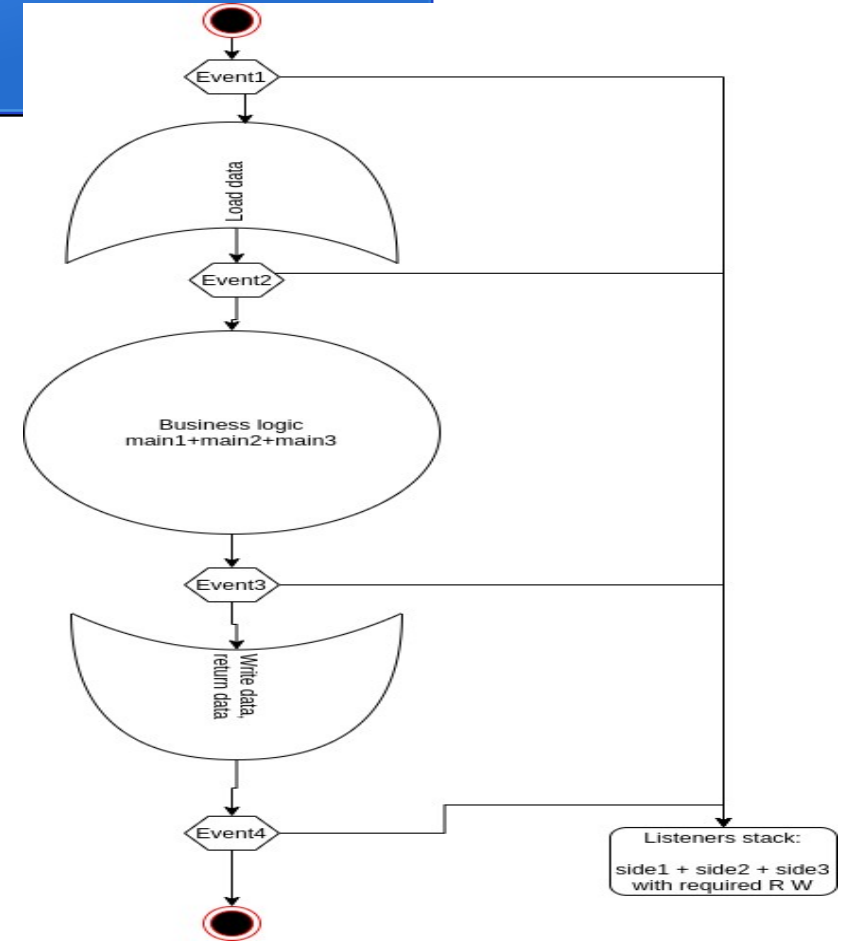 Event1
Load data
Event2
Business logic
main1+main2+main3
Event3
Write data,
return data
Event4
Listeners stack:
side1 + side2 + side3
with required R W